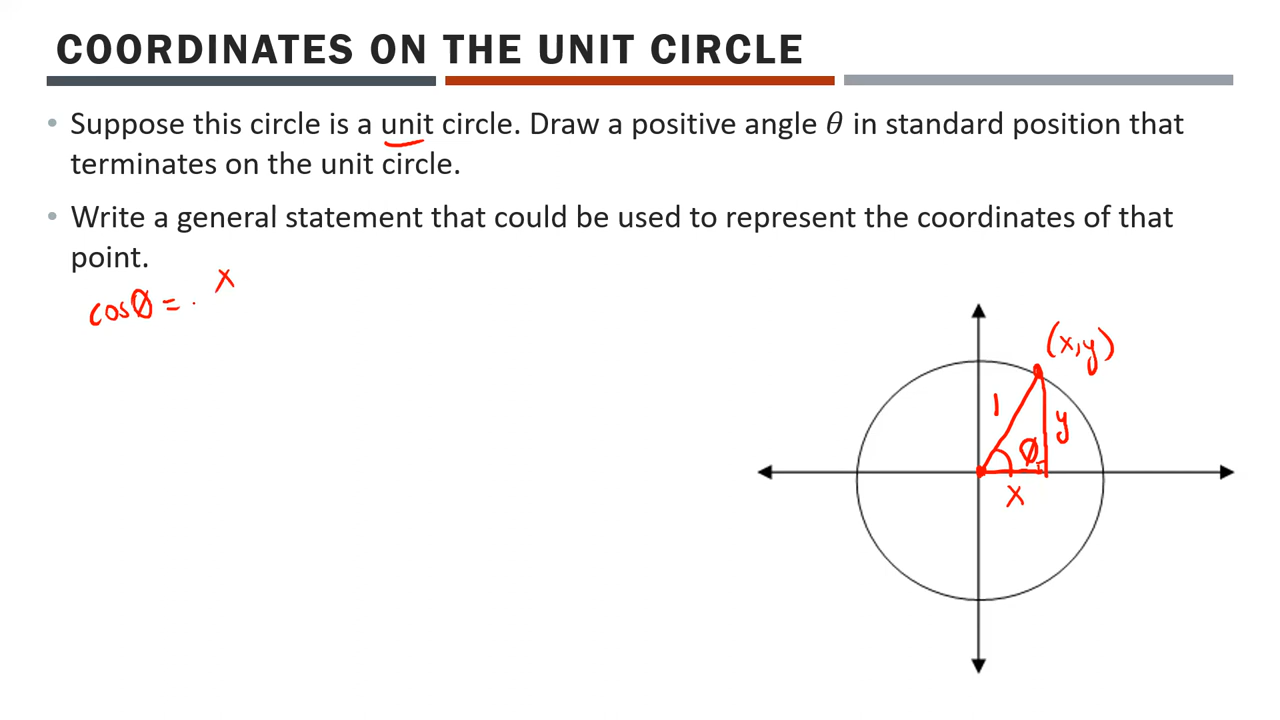 COORDINATES ON THE UNIT CIRCLE
• Suppose this circle is a unit circle. Draw a positive angle θ in standard position that
terminates on the unit circle.
• Write a general statement that could be used to represent the coordinates of that
point.
x
cosθ =
(x,y)
1
y
θ
x